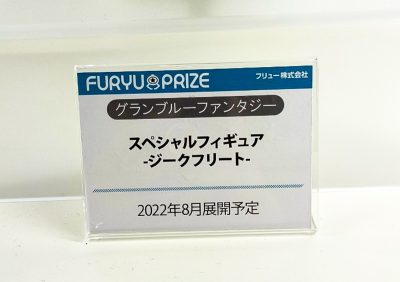 FURYU PRIZE フリュー株式会社
グランブルーファンタジー
スペシャルフィギュア
-ジークフリート-
2022年8月展開予定